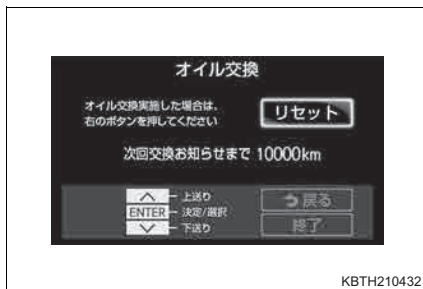 オイル交換
オイル交換実施した場合は、
右のボタンを押してください
リセット
次回交換お知らせまで 10000km
上送り
ENTER 決定/選択
下送り
戻る
終了
KBTH210432